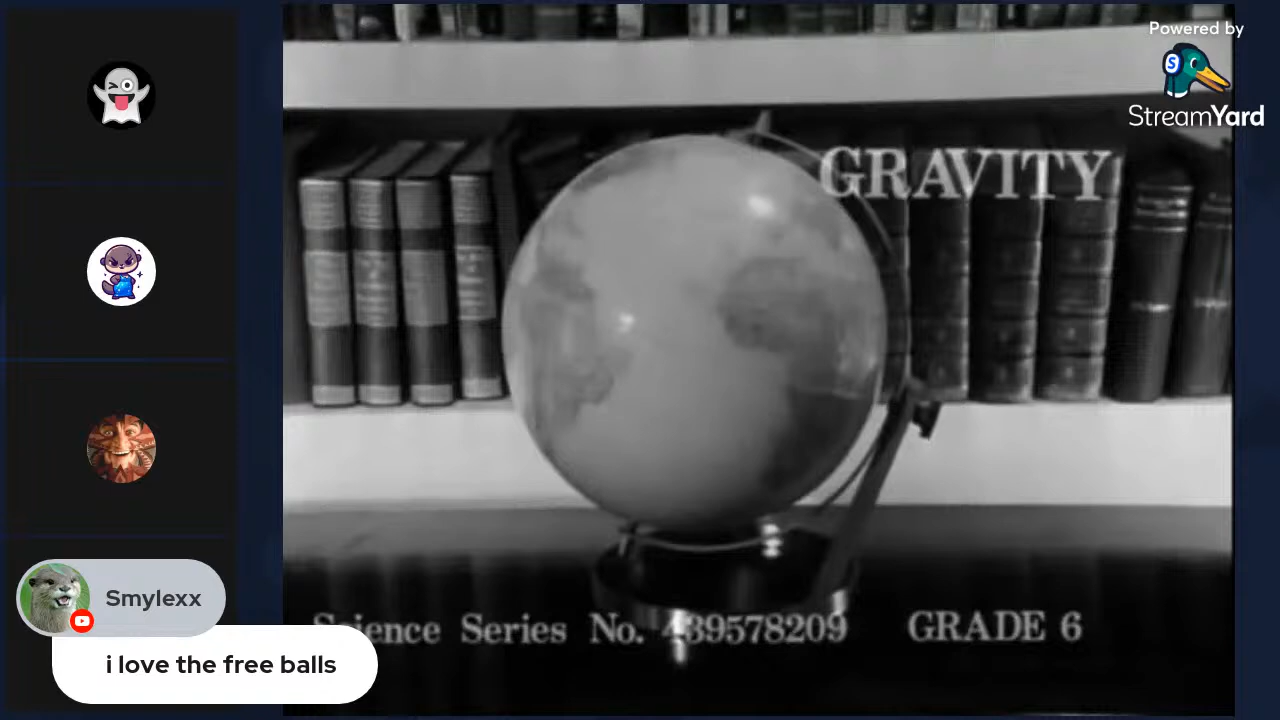 Powered by
StreamYard
GRAVITY
Science Series No. 439578209 GRADE 6
Smylexx
i love the free balls